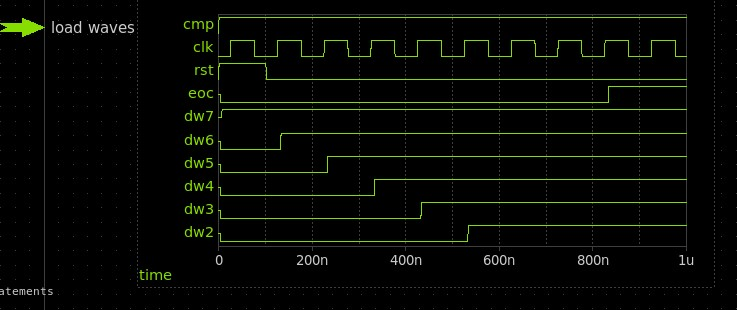 load waves
cmp
clk
rst
eoc
dw7
dw6
dw5
dw4
dw3
dw2
0 200n 400n 600n 800n 1u
time
atements